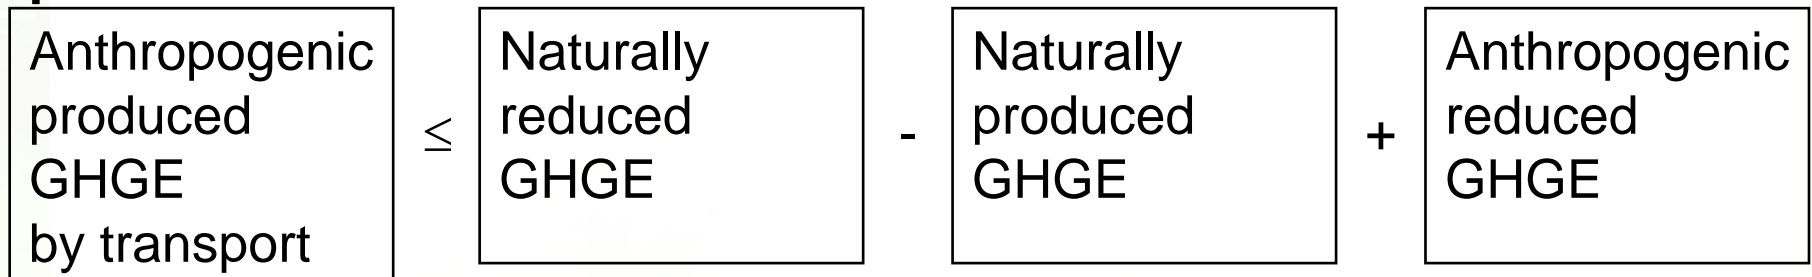 Anthropogenic
produced
GHGE
by transport
≤
Naturally
reduced
GHGE
-
Naturally
produced
GHGE
+
Anthropogenic
reduced
GHGE